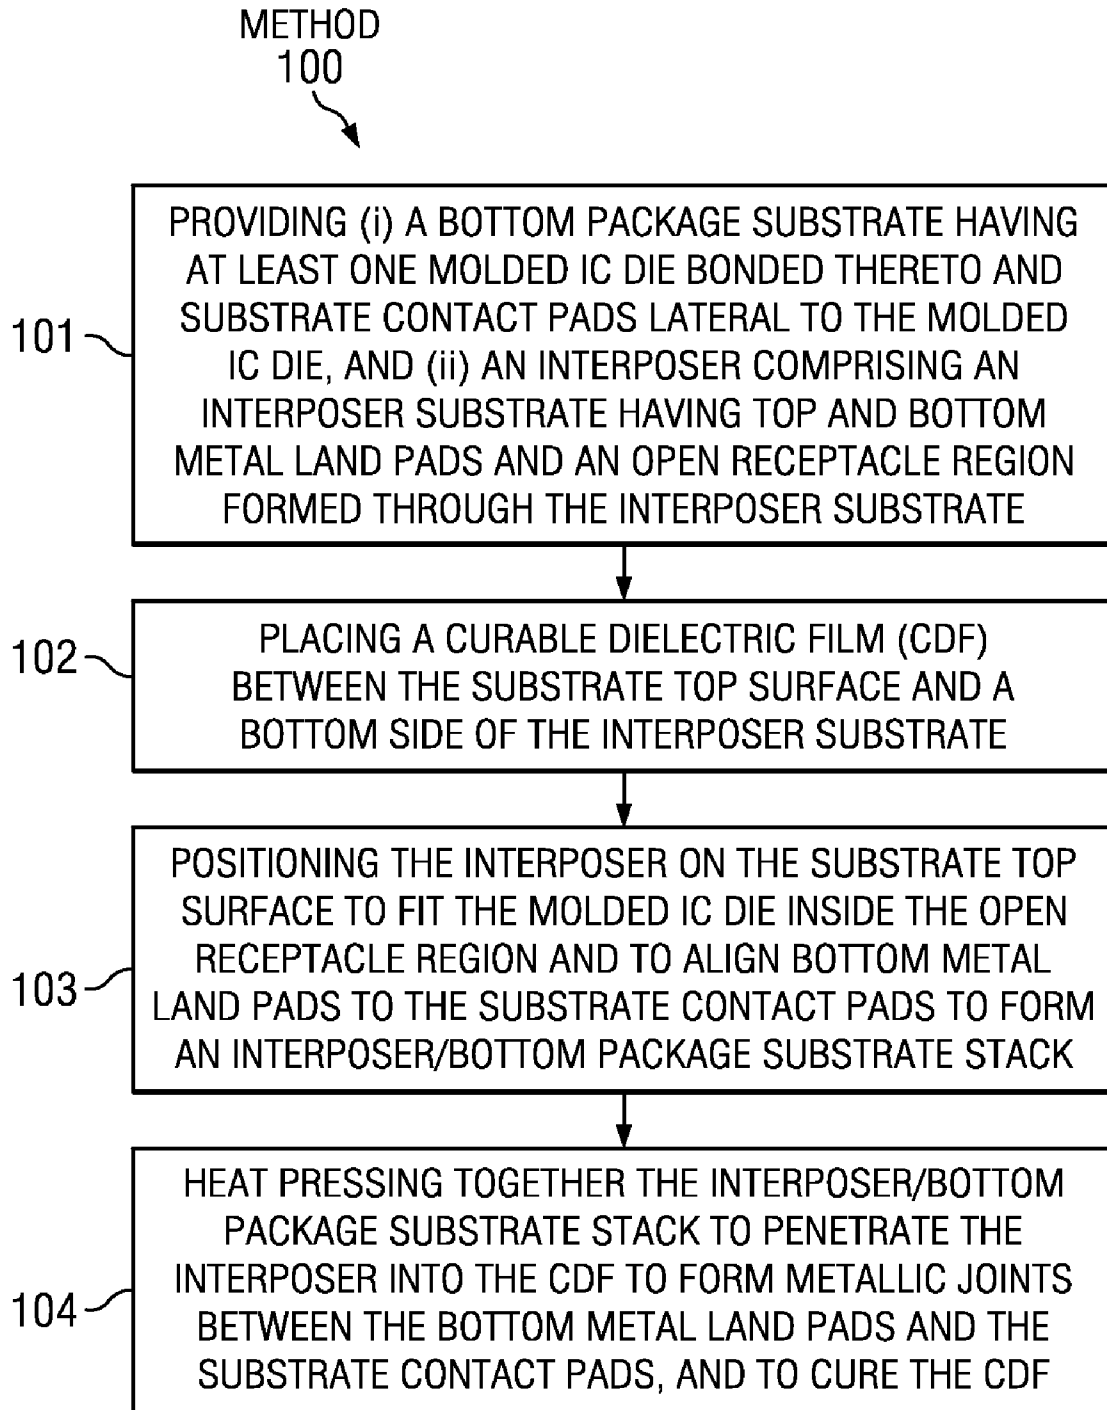 METHOD
100
101
PROVIDING (i) A BOTTOM PACKAGE SUBSTRATE HAVING
AT LEAST ONE MOLDED IC DIE BONDED THERETO AND
SUBSTRATE CONTACT PADS LATERAL TO THE MOLDED
IC DIE, AND (ii) AN INTERPOSER COMPRISING AN
INTERPOSER SUBSTRATE HAVING TOP AND BOTTOM
METAL LAND PADS AND AN OPEN RECEPTACLE REGION
FORMED THROUGH THE INTERPOSER SUBSTRATE
102
PLACING A CURABLE DIELECTRIC FILM (CDF)
BETWEEN THE SUBSTRATE TOP SURFACE AND A
BOTTOM SIDE OF THE INTERPOSER SUBSTRATE
103
POSITIONING THE INTERPOSER ON THE SUBSTRATE TOP
SURFACE TO FIT THE MOLDED IC DIE INSIDE THE OPEN
RECEPTACLE REGION AND TO ALIGN BOTTOM METAL
LAND PADS TO THE SUBSTRATE CONTACT PADS TO FORM
AN INTERPOSER/BOTTOM PACKAGE SUBSTRATE STACK
104
HEAT PRESSING TOGETHER THE INTERPOSER/BOTTOM
PACKAGE SUBSTRATE STACK TO PENETRATE THE
INTERPOSER INTO THE CDF TO FORM METALLIC JOINTS
BETWEEN THE BOTTOM METAL LAND PADS AND THE
SUBSTRATE CONTACT PADS, AND TO CURE THE CDF